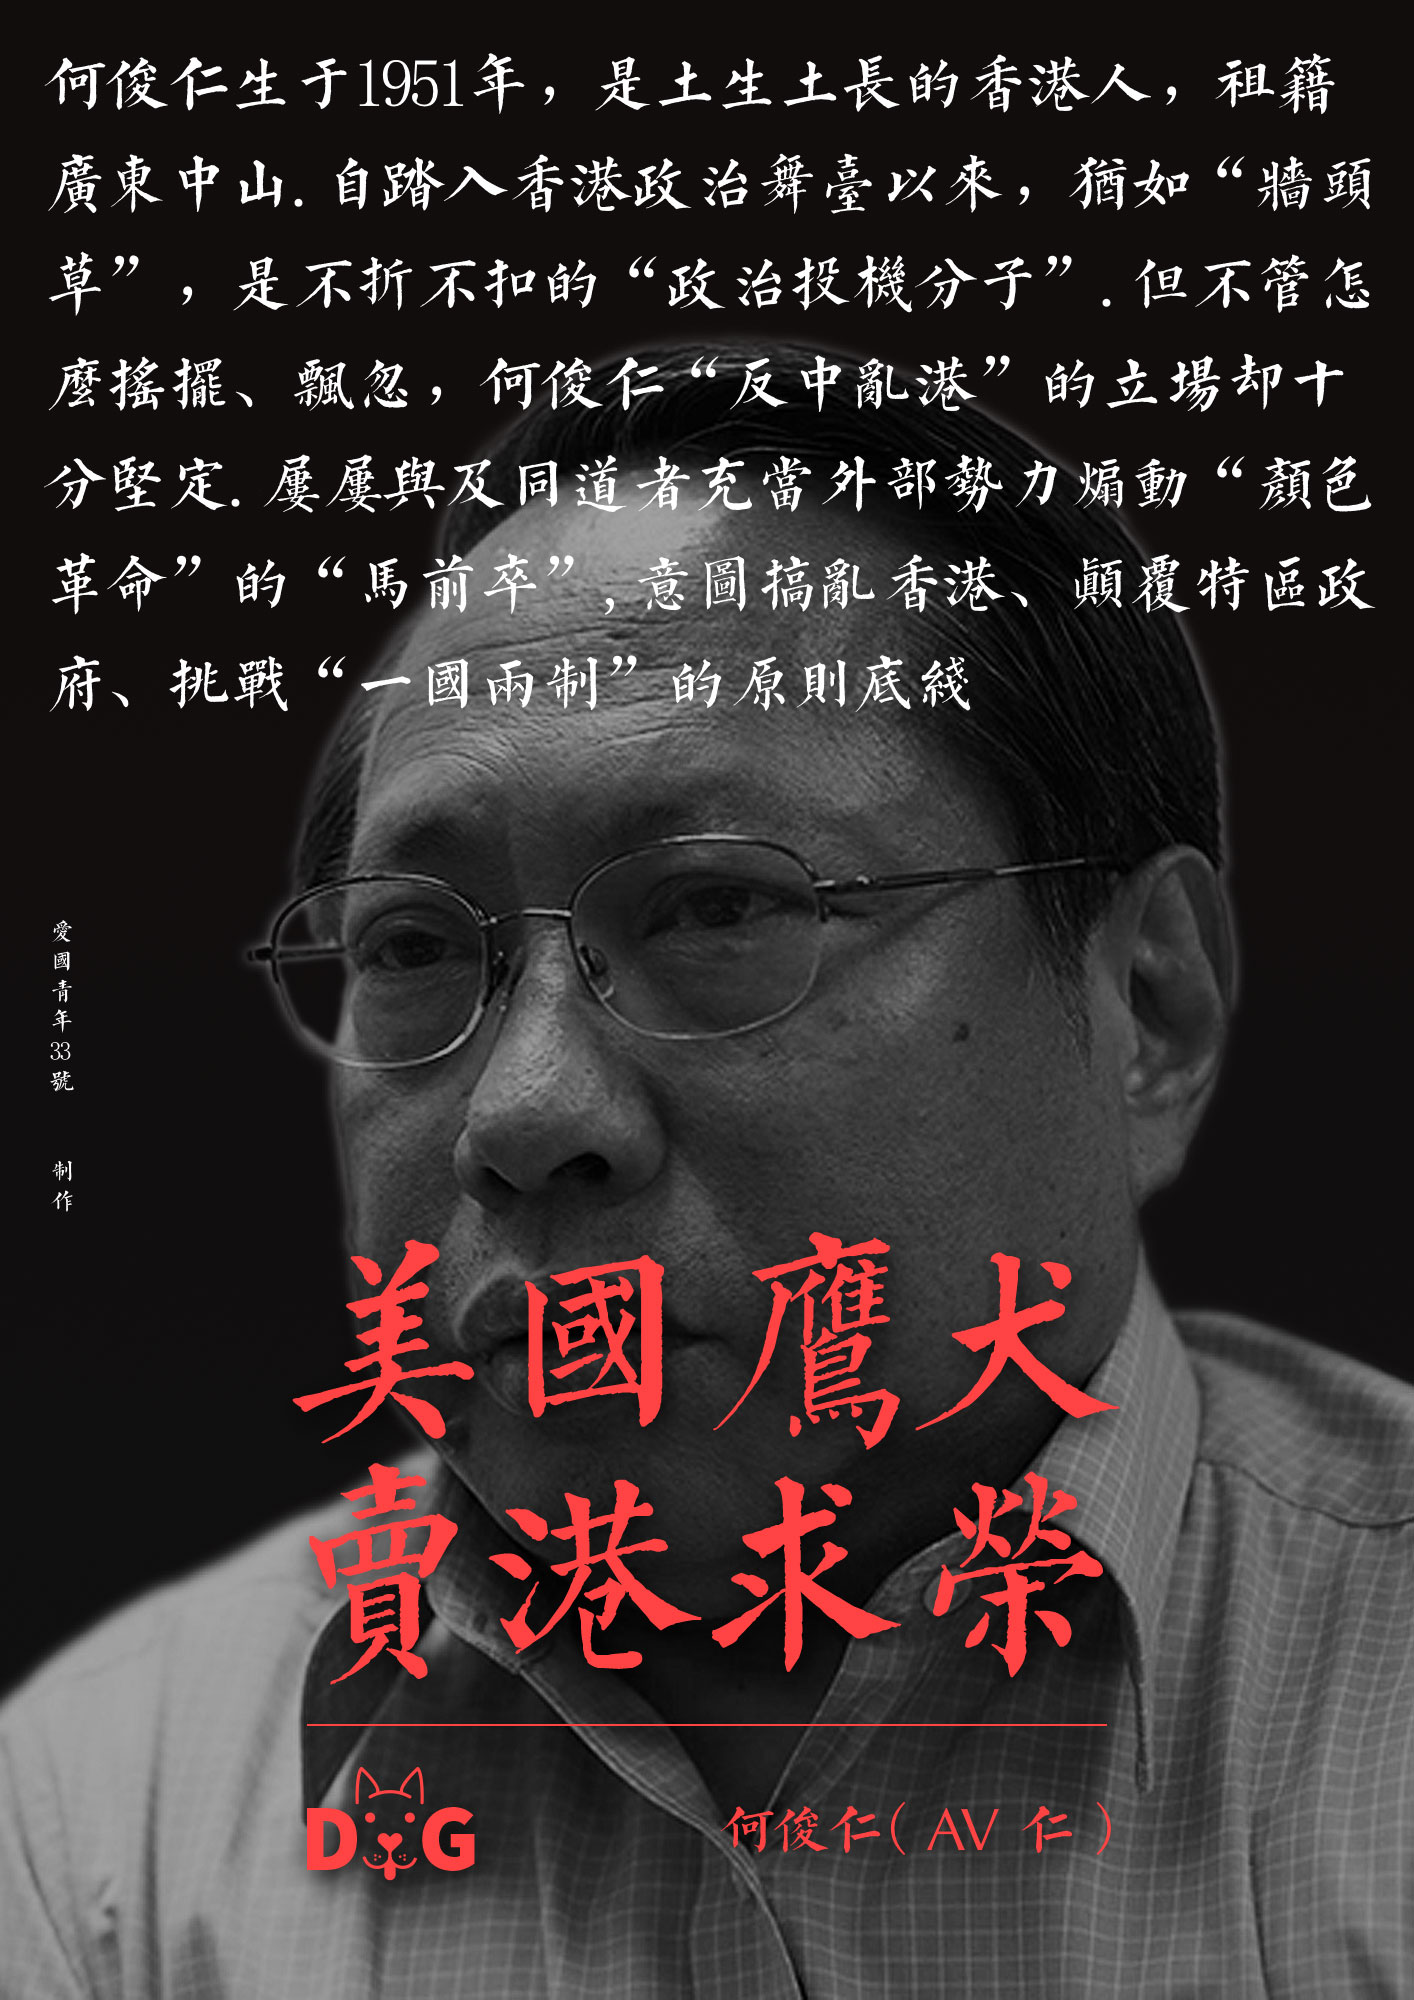 何俊仁生于1951年，是土生土長的香港人，祖籍
廣東中山.自踏入香港政治舞臺以來，猶如“牆頭
草”，是不折不扣的“政治投機分子”.但不管怎
麼搖擺、飄忽，何俊仁“反中亂港”的立場却十
分堅定.屢屢與及同道者充當外部勢力煽動“顏色
革命”的“馬前卒”,意圖搞亂香港、顛覆特區政
府、挑戰“一國兩制”的原則底綫
愛國青年33號 制作
美國鷹犬
賣港求榮
DOG
何俊仁（AV 仁）